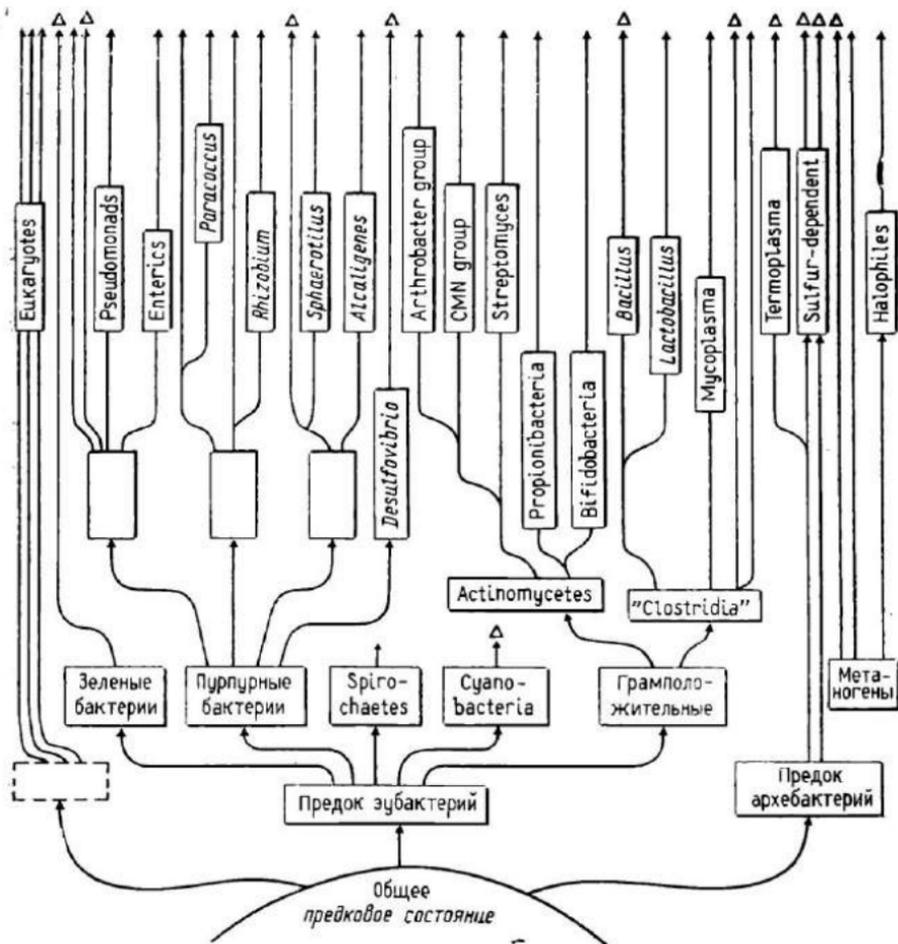 Eukaryotes
Pseudomonads
Enterics
Paracoccus
Rhizobium
Sphaerotilus
Alcaligenes
Desulfovibrio
Arthrobacter group
CMN group
Streptomyces
Propionibacteria
Bifidobacteria
Bacillus
Lactobacillus
Mycoplasma
Termoplasma
Sulfur-dependent
Halophiles
Actinomycetes
"Clostridia"
Зеленые
бактерии
Пурпурные
бактерии
Spiro-
chaetes
Cyano-
bacteria
Грамполо-
жительные
Мета-
ногены
Предок эубактерий
Предок
архебактерий
Общее
предковое состояние